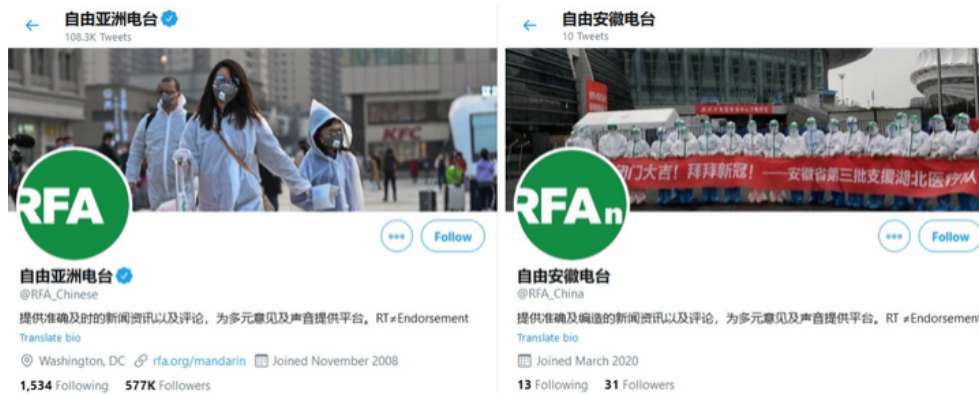 自由亚洲电台
108.3K Tweets
KFC
RFA
Follow
自由亚洲电台
@RFA_Chinese
提供准确及时的新闻资讯以及评论，为多元意见及声音提供平台。RT≠Endorsement
Translate bio
Washington, DC rfa.org/mandarin Joined November 2008
1,534 Following 577K Followers
自由安徽电台
10 Tweets
门大吉！拜拜新冠！——安徽省第三批支援湖北医疗队
RFAn
Follow
自由安徽电台
@RFA_China
提供准确及编造的新闻资讯以及评论，为多元意见及声音提供平台。RT ≠Endorsement
Translate bio
Joined March 2020
13 Following 31 Followers